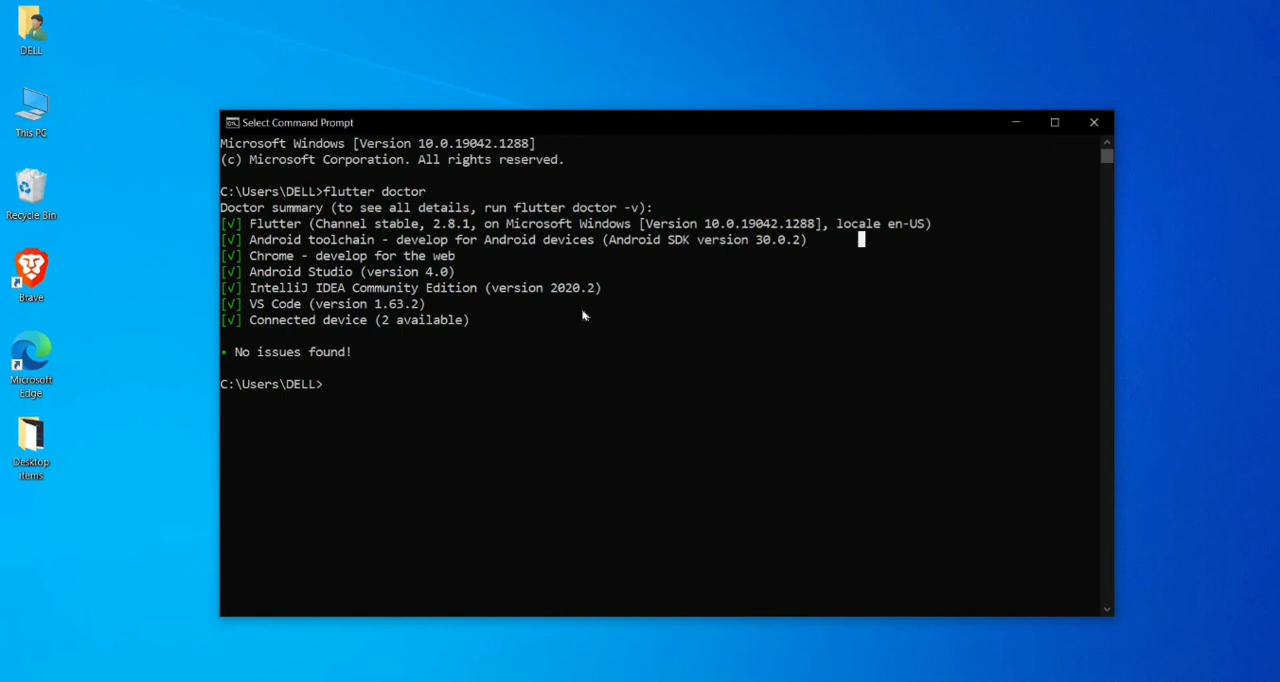 DELL
This PC
Recycle Bin
Brave
Microsoft
Edge
Desktop
items
Select Command Prompt
Microsoft Windows [Version 10.0.19042.1288]
(c) Microsoft Corporation. All rights reserved.
C:\Users\DELL>flutter doctor
Doctor summary (to see all details, run flutter doctor -v):
[√] Flutter (Channel stable, 2.8.1, on Microsoft Windows [Version 10.0.19042.1288], locale en-US)
[√] Android toolchain - develop for Android devices (Android SDK version 30.0.2)
[√] Chrome - develop for the web
[√] Android Studio (version 4.0)
[√] IntelliJ IDEA Community Edition (version 2020.2)
[√] VS Code (version 1.63.2)
[√] Connected device (2 available)
• No issues found!
C:\Users\DELL>